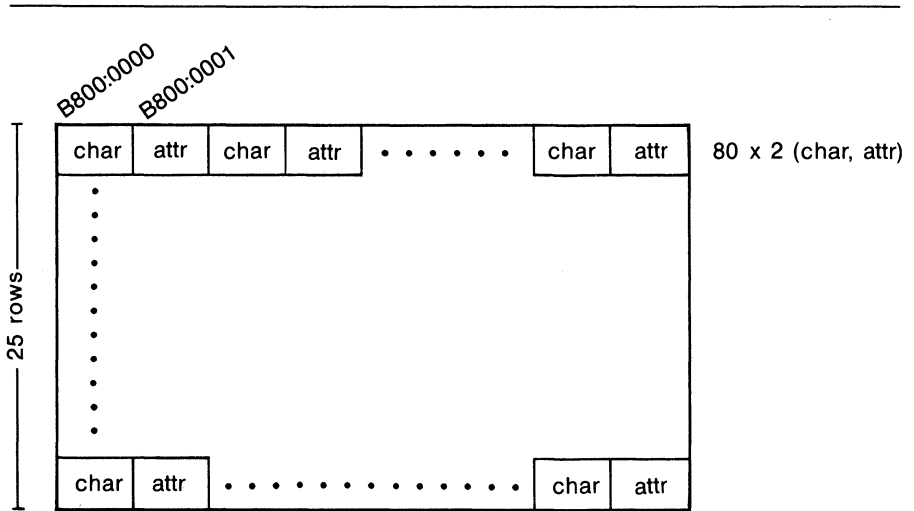 B800:0000 B800:0001
char attr char attr . . . . . . char attr 80 x 2 (char, attr)
25 rows
char attr . . . . . . . . . . . . . char attr